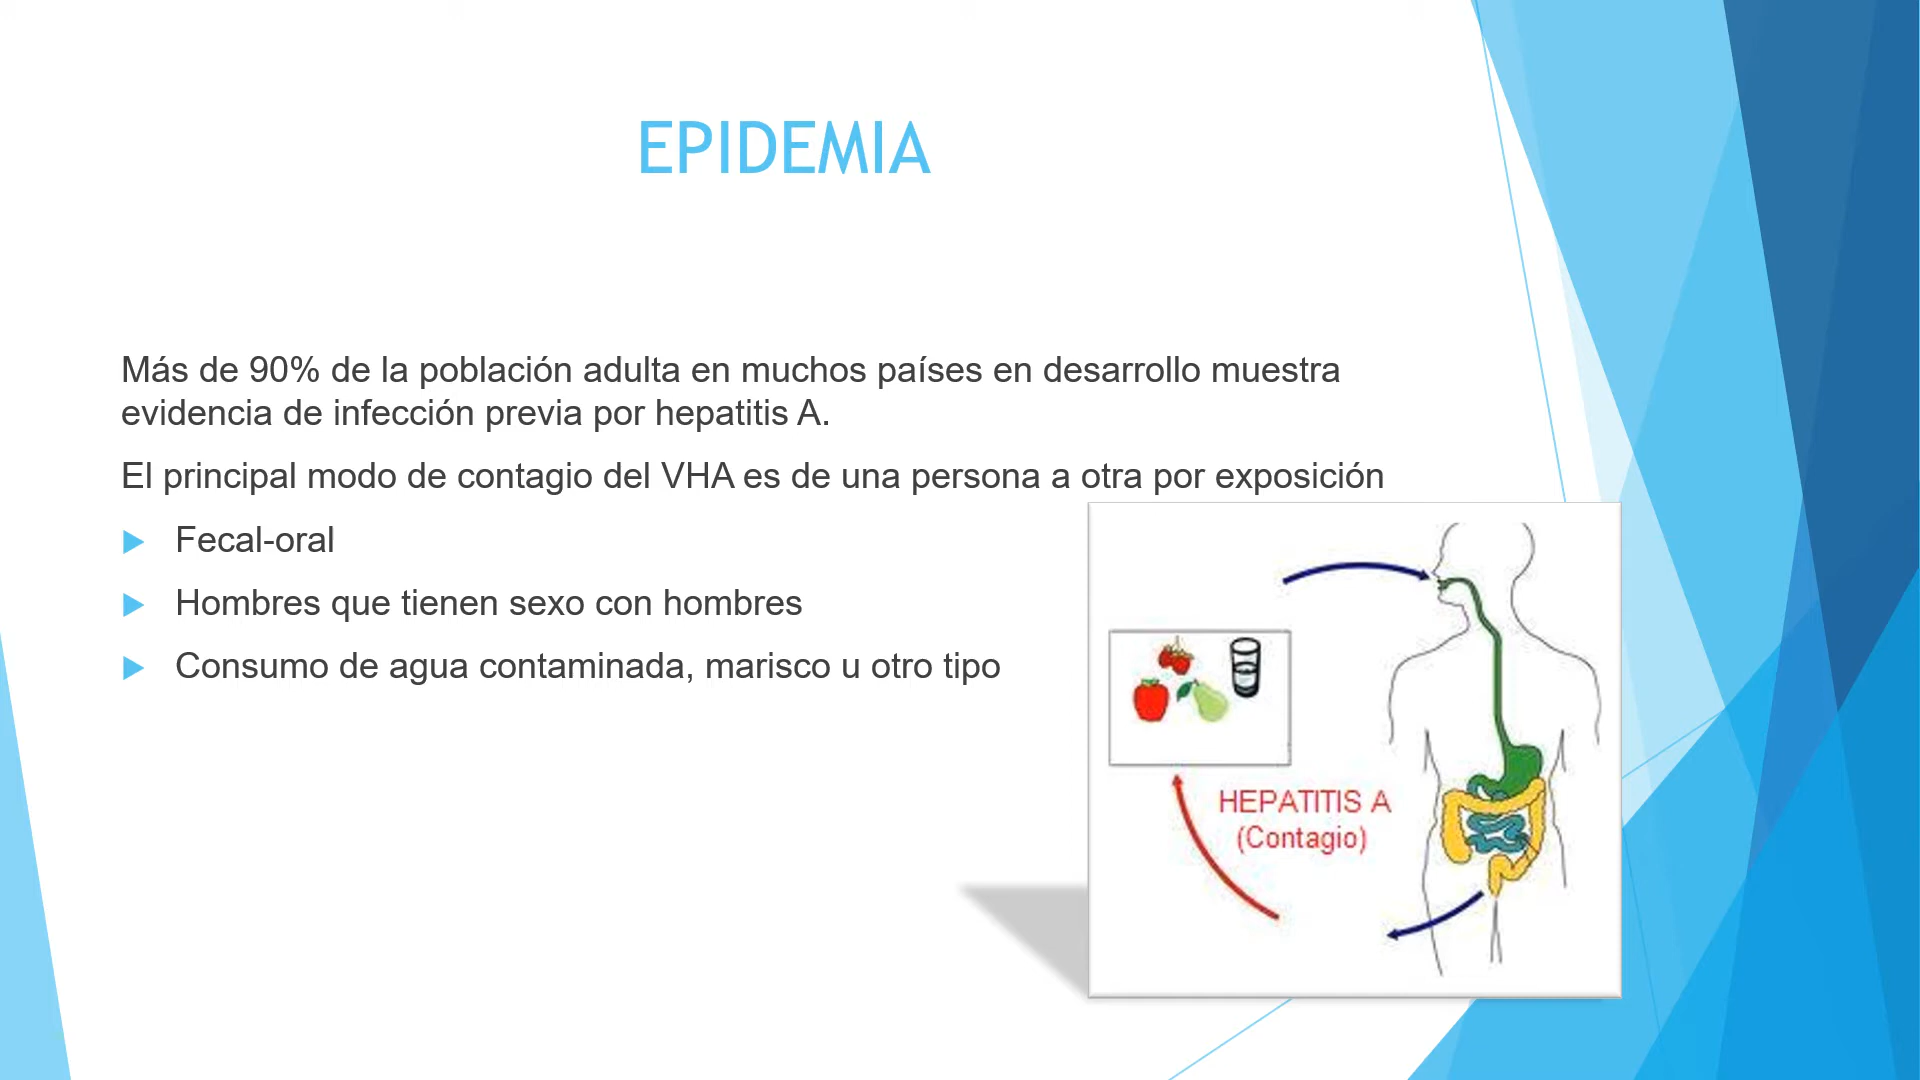 EPIDEMIA
Más de 90% de la población adulta en muchos países en desarrollo muestra
evidencia de infección previa por hepatitis A.
El principal modo de contagio del VHA es de una persona a otra por exposición
Fecal-oral
Hombres que tienen sexo con hombres
Consumo de agua contaminada, marisco u otro tipo
HEPATITIS A
(Contagio)